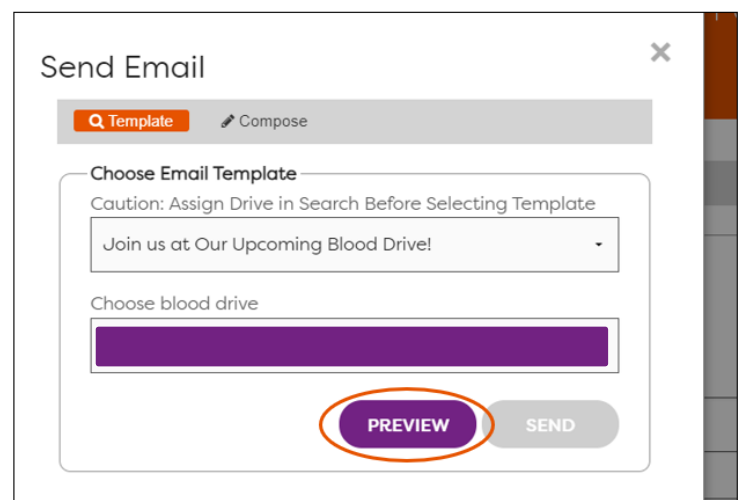 Send Email
Template
Compose
Choose Email Template
Caution: Assign Drive in Search Before Selecting Template
Join us at Our Upcoming Blood Drive!
Choose blood drive
PREVIEW
SEND